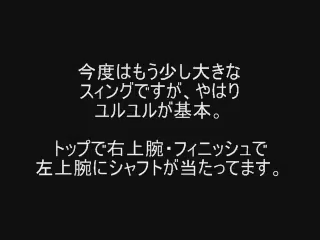 今度はもう少し大きな
スィングですが、やはり
ユルユルが基本。
トップで右上腕・フィニッシュで
左上腕にシャフトが当たってます。